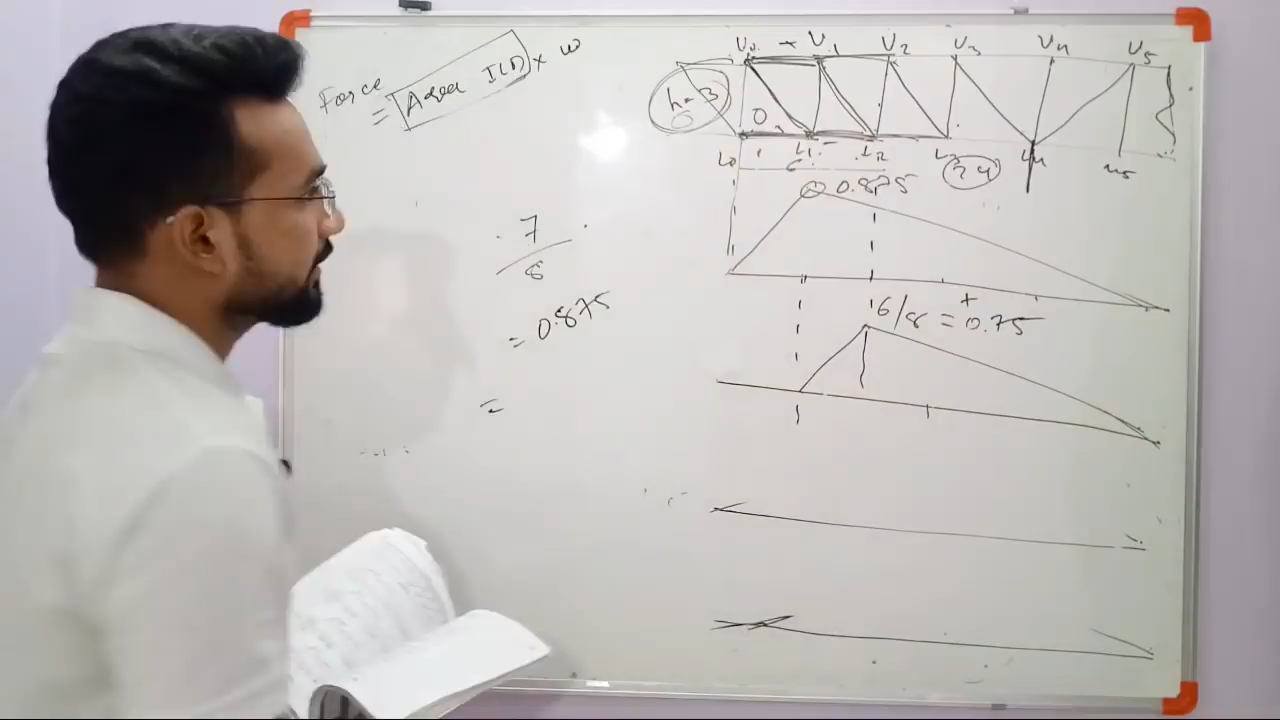 Force
= Area ILD × w
7
8
= 0.875
=
U0 U1 U2 U3 U4 U5
h=3
L0 L1 L2 L3 L4
24
0.875
+
6/8 = 0.75